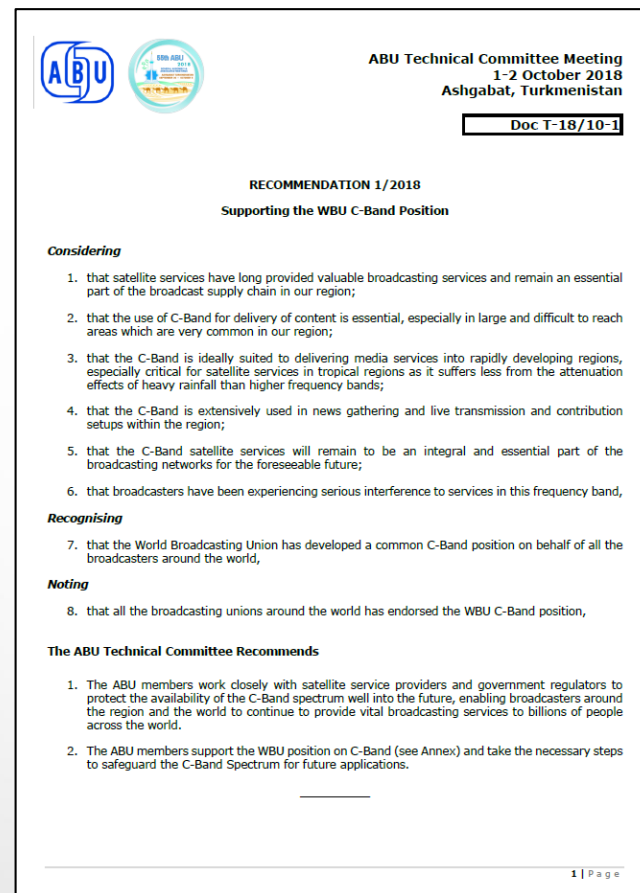 ABU
55th ABU
2018
ABU Technical Committee Meeting
1-2 October 2018
Ashgabat, Turkmenistan
Doc T-18/10-1
RECOMMENDATION 1/2018
Supporting the WBU C-Band Position
Considering
1. that satellite services have long provided valuable broadcasting services and remain an essential
part of the broadcast supply chain in our region;
2. that the use of C-Band for delivery of content is essential, especially in large and difficult to reach
areas which are very common in our region;
3. that the C-Band is ideally suited to delivering media services into rapidly developing regions,
especially critical for satellite services in tropical regions as it suffers less from the attenuation
effects of heavy rainfall than higher frequency bands;
4. that the C-Band is extensively used in news gathering and live transmission and contribution
setups within the region;
5. that the C-Band satellite services will remain to be an integral and essential part of the
broadcasting networks for the foreseeable future;
6. that broadcasters have been experiencing serious interference to services in this frequency band,
Recognising
7. that the World Broadcasting Union has developed a common C-Band position on behalf of all the
broadcasters around the world,
Noting
8. that all the broadcasting unions around the world has endorsed the WBU C-Band position,
The ABU Technical Committee Recommends
1. The ABU members work closely with satellite service providers and government regulators to
protect the availability of the C-Band spectrum well into the future, enabling broadcasters around
the region and the world to continue to provide vital broadcasting services to billions of people
across the world.
2. The ABU members support the WBU position on C-Band (see Annex) and take the necessary steps
to safeguard the C-Band Spectrum for future applications.
1 | Page